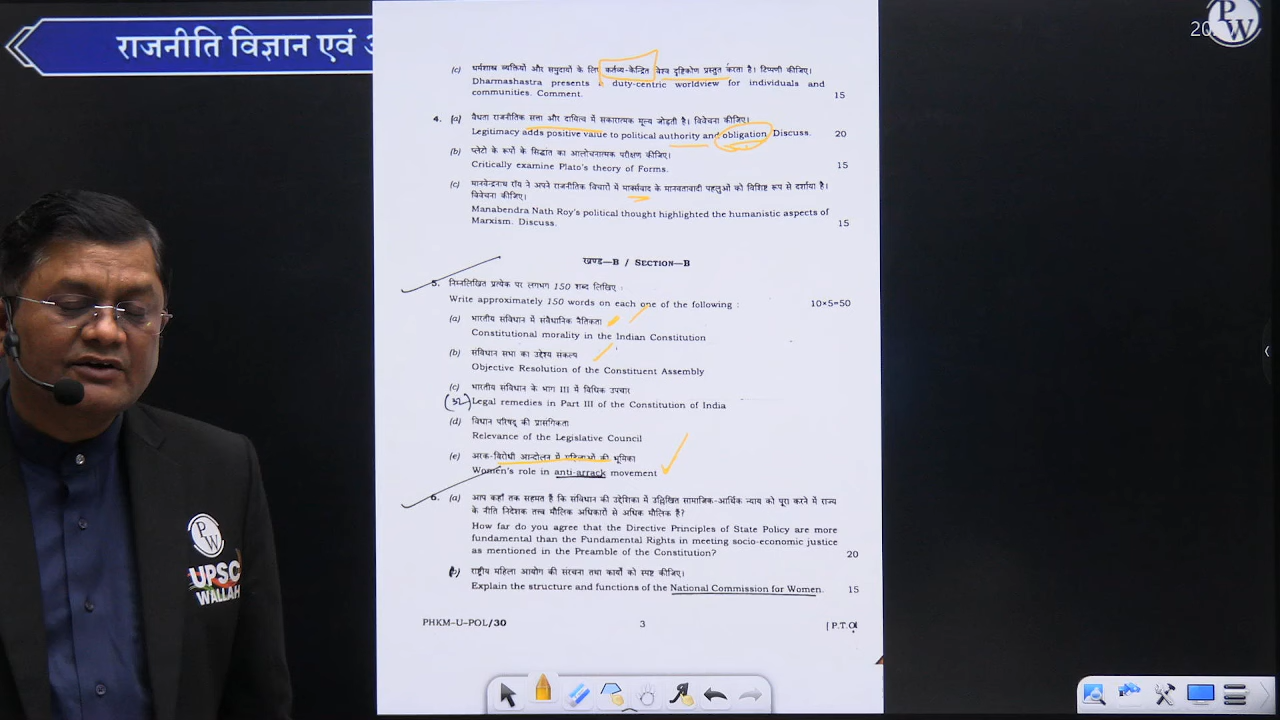 राजनीति विज्ञान एवं
20
PW
(c) धर्मशास्त्र व्यक्तियों और समुदायों के लिए कर्तव्य-केन्द्रित विश्व दृष्टिकोण प्रस्तुत करता है। टिप्पणी कीजिए।
Dharmashastra presents a duty-centric worldview for individuals and
communities. Comment. 15
4. (a) वैधता राजनीतिक सत्ता और दायित्व में सकारात्मक मूल्य जोड़ती है। विवेचना कीजिए।
Legitimacy adds positive value to political authority and obligation. Discuss. 20
(b) प्लेटो के रूपों के सिद्धांत का आलोचनात्मक परीक्षण कीजिए।
Critically examine Plato's theory of Forms. 15
(c) मानवेन्द्रनाथ रॉय ने अपने राजनीतिक विचारों में मार्क्सवाद के मानवतावादी पहलुओं को विशिष्ट रूप से दर्शाया है।
विवेचना कीजिए।
Manabendra Nath Roy's political thought highlighted the humanistic aspects of
Marxism. Discuss. 15
खण्ड—B / SECTION—B
5. निम्नलिखित प्रत्येक पर लगभग 150 शब्द लिखिए :
Write approximately 150 words on each one of the following : 10×5=50
(a) भारतीय संविधान में संवैधानिक नैतिकता
Constitutional morality in the Indian Constitution
(b) संविधान सभा का उद्देश्य संकल्प
Objective Resolution of the Constituent Assembly
(c) भारतीय संविधान के भाग III में विधिक उपचार
(32) Legal remedies in Part III of the Constitution of India
(d) विधान परिषद् की प्रासंगिकता
Relevance of the Legislative Council
(e) अरक-विरोधी आन्दोलन में महिलाओं की भूमिका
Women's role in anti-arrack movement
6. (a) आप कहाँ तक सहमत हैं कि संविधान की उद्देशिका में उल्लिखित सामाजिक-आर्थिक न्याय को पूरा करने में राज्य
के नीति निदेशक तत्त्व मौलिक अधिकारों से अधिक मौलिक हैं?
How far do you agree that the Directive Principles of State Policy are more
fundamental than the Fundamental Rights in meeting socio-economic justice
as mentioned in the Preamble of the Constitution? 20
(b) राष्ट्रीय महिला आयोग की संरचना तथा कार्यों को स्पष्ट कीजिए।
Explain the structure and functions of the National Commission for Women. 15
PHKM-U-POL/30 3 [ P.T.O.
PW
UPSC
WALLAH